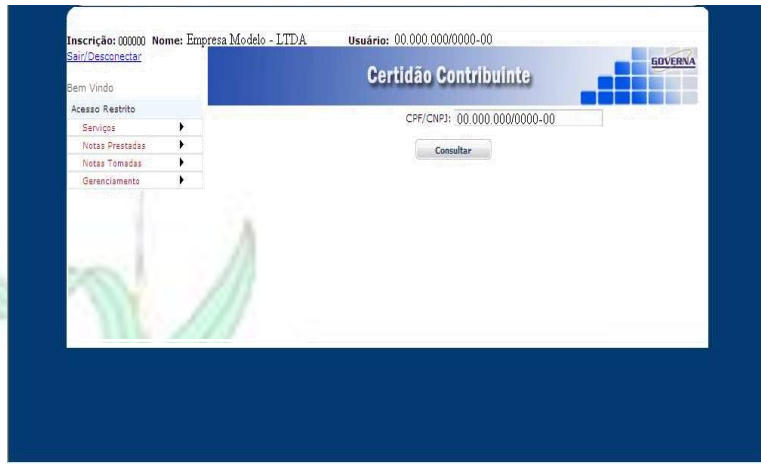 Inscrição: 000000 Nome: Empresa Modelo - LTDA Usuário: 00.000.000/0000-00
Sair/Desconectar
Certidão Contribuinte
GOVERNA
Bem Vindo
Acesso Restrito
Serviços
Notas Prestadas
Notas Tomadas
Gerenciamento
CPF/CNPJ: 00.000.000/0000-00
Consultar